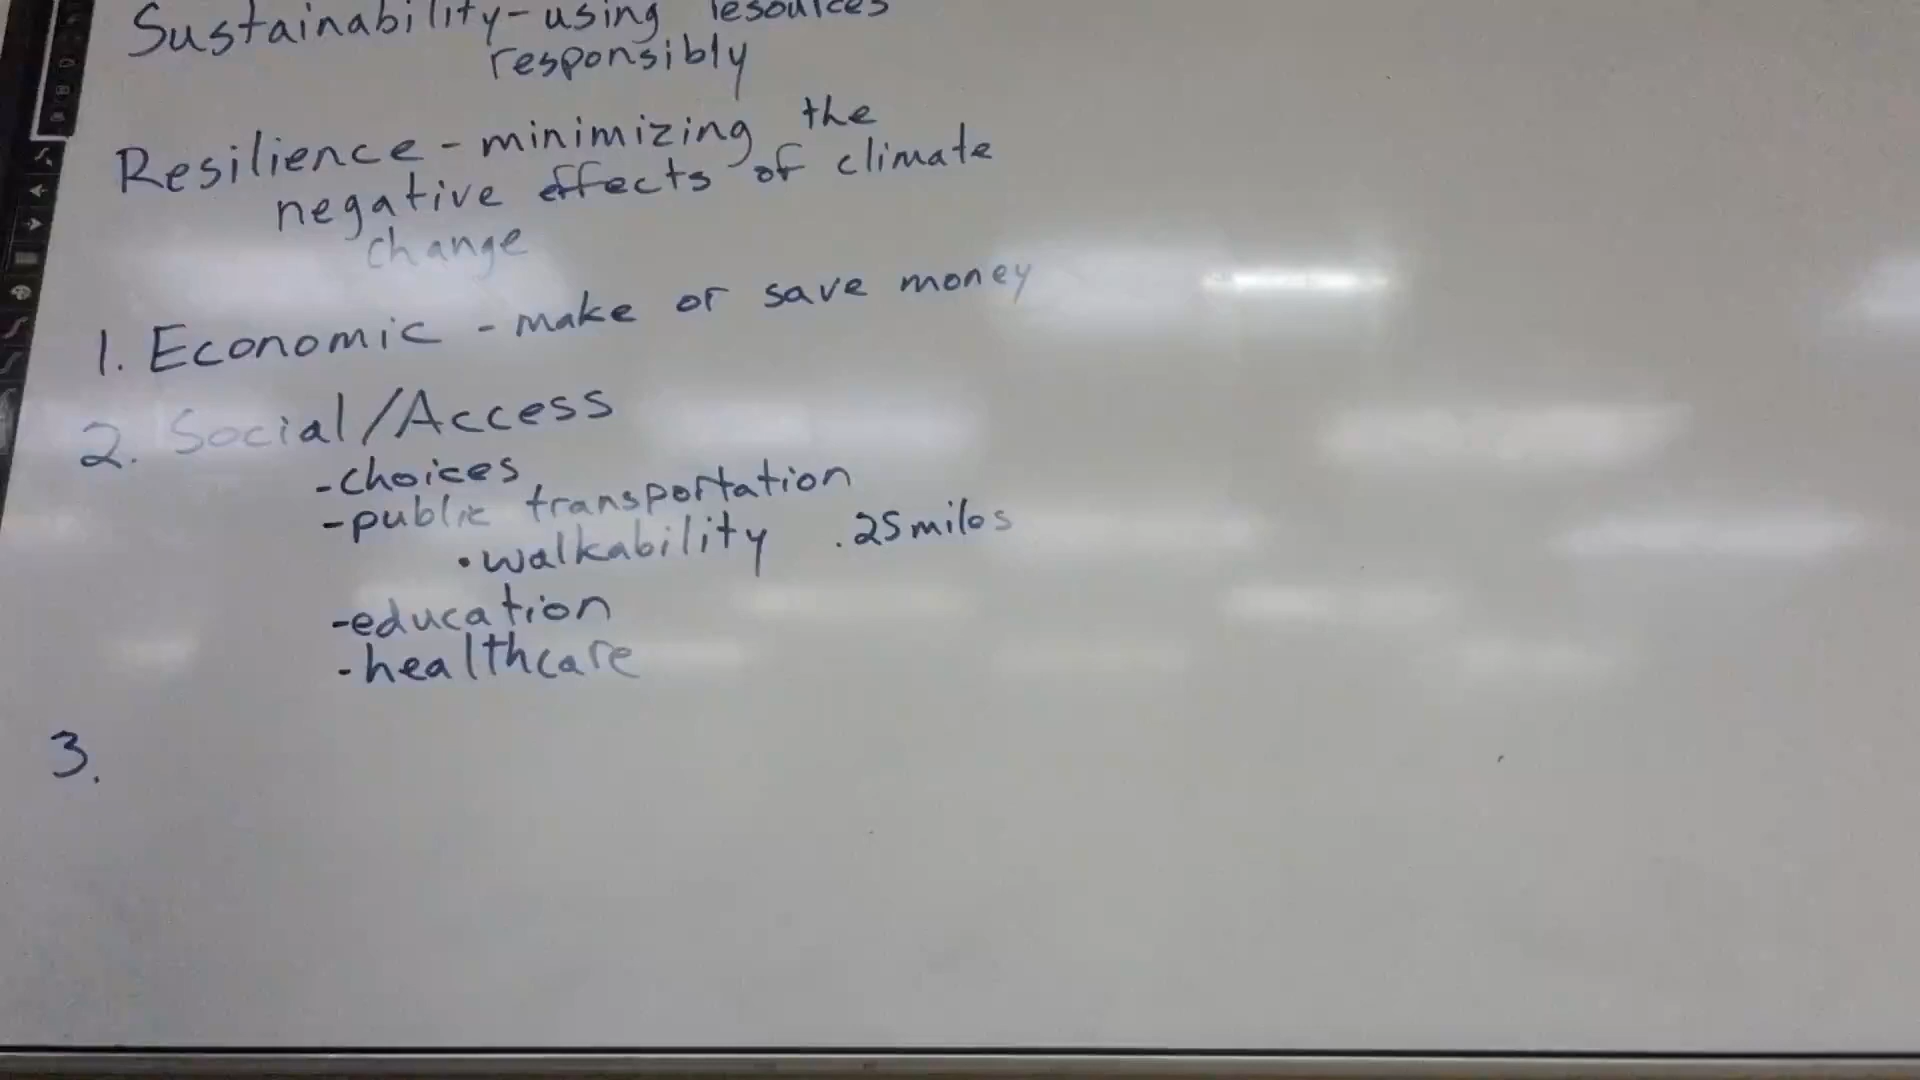 Sustainability - using resources
responsibly
Resilience - minimizing the
negative effects of climate
change
1. Economic - make or save money
2. Social/Access
- choices
- public transportation
• walkability .25 miles
- education
- healthcare
3.